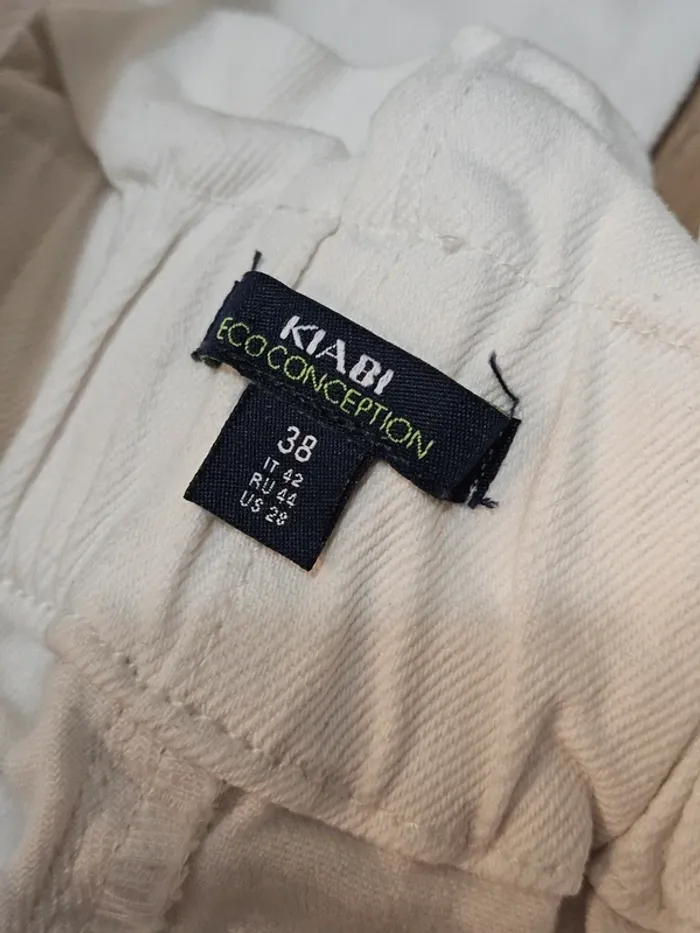 KIABI
ECOCONCEPTION
38
IT 42
RU 44
US 28